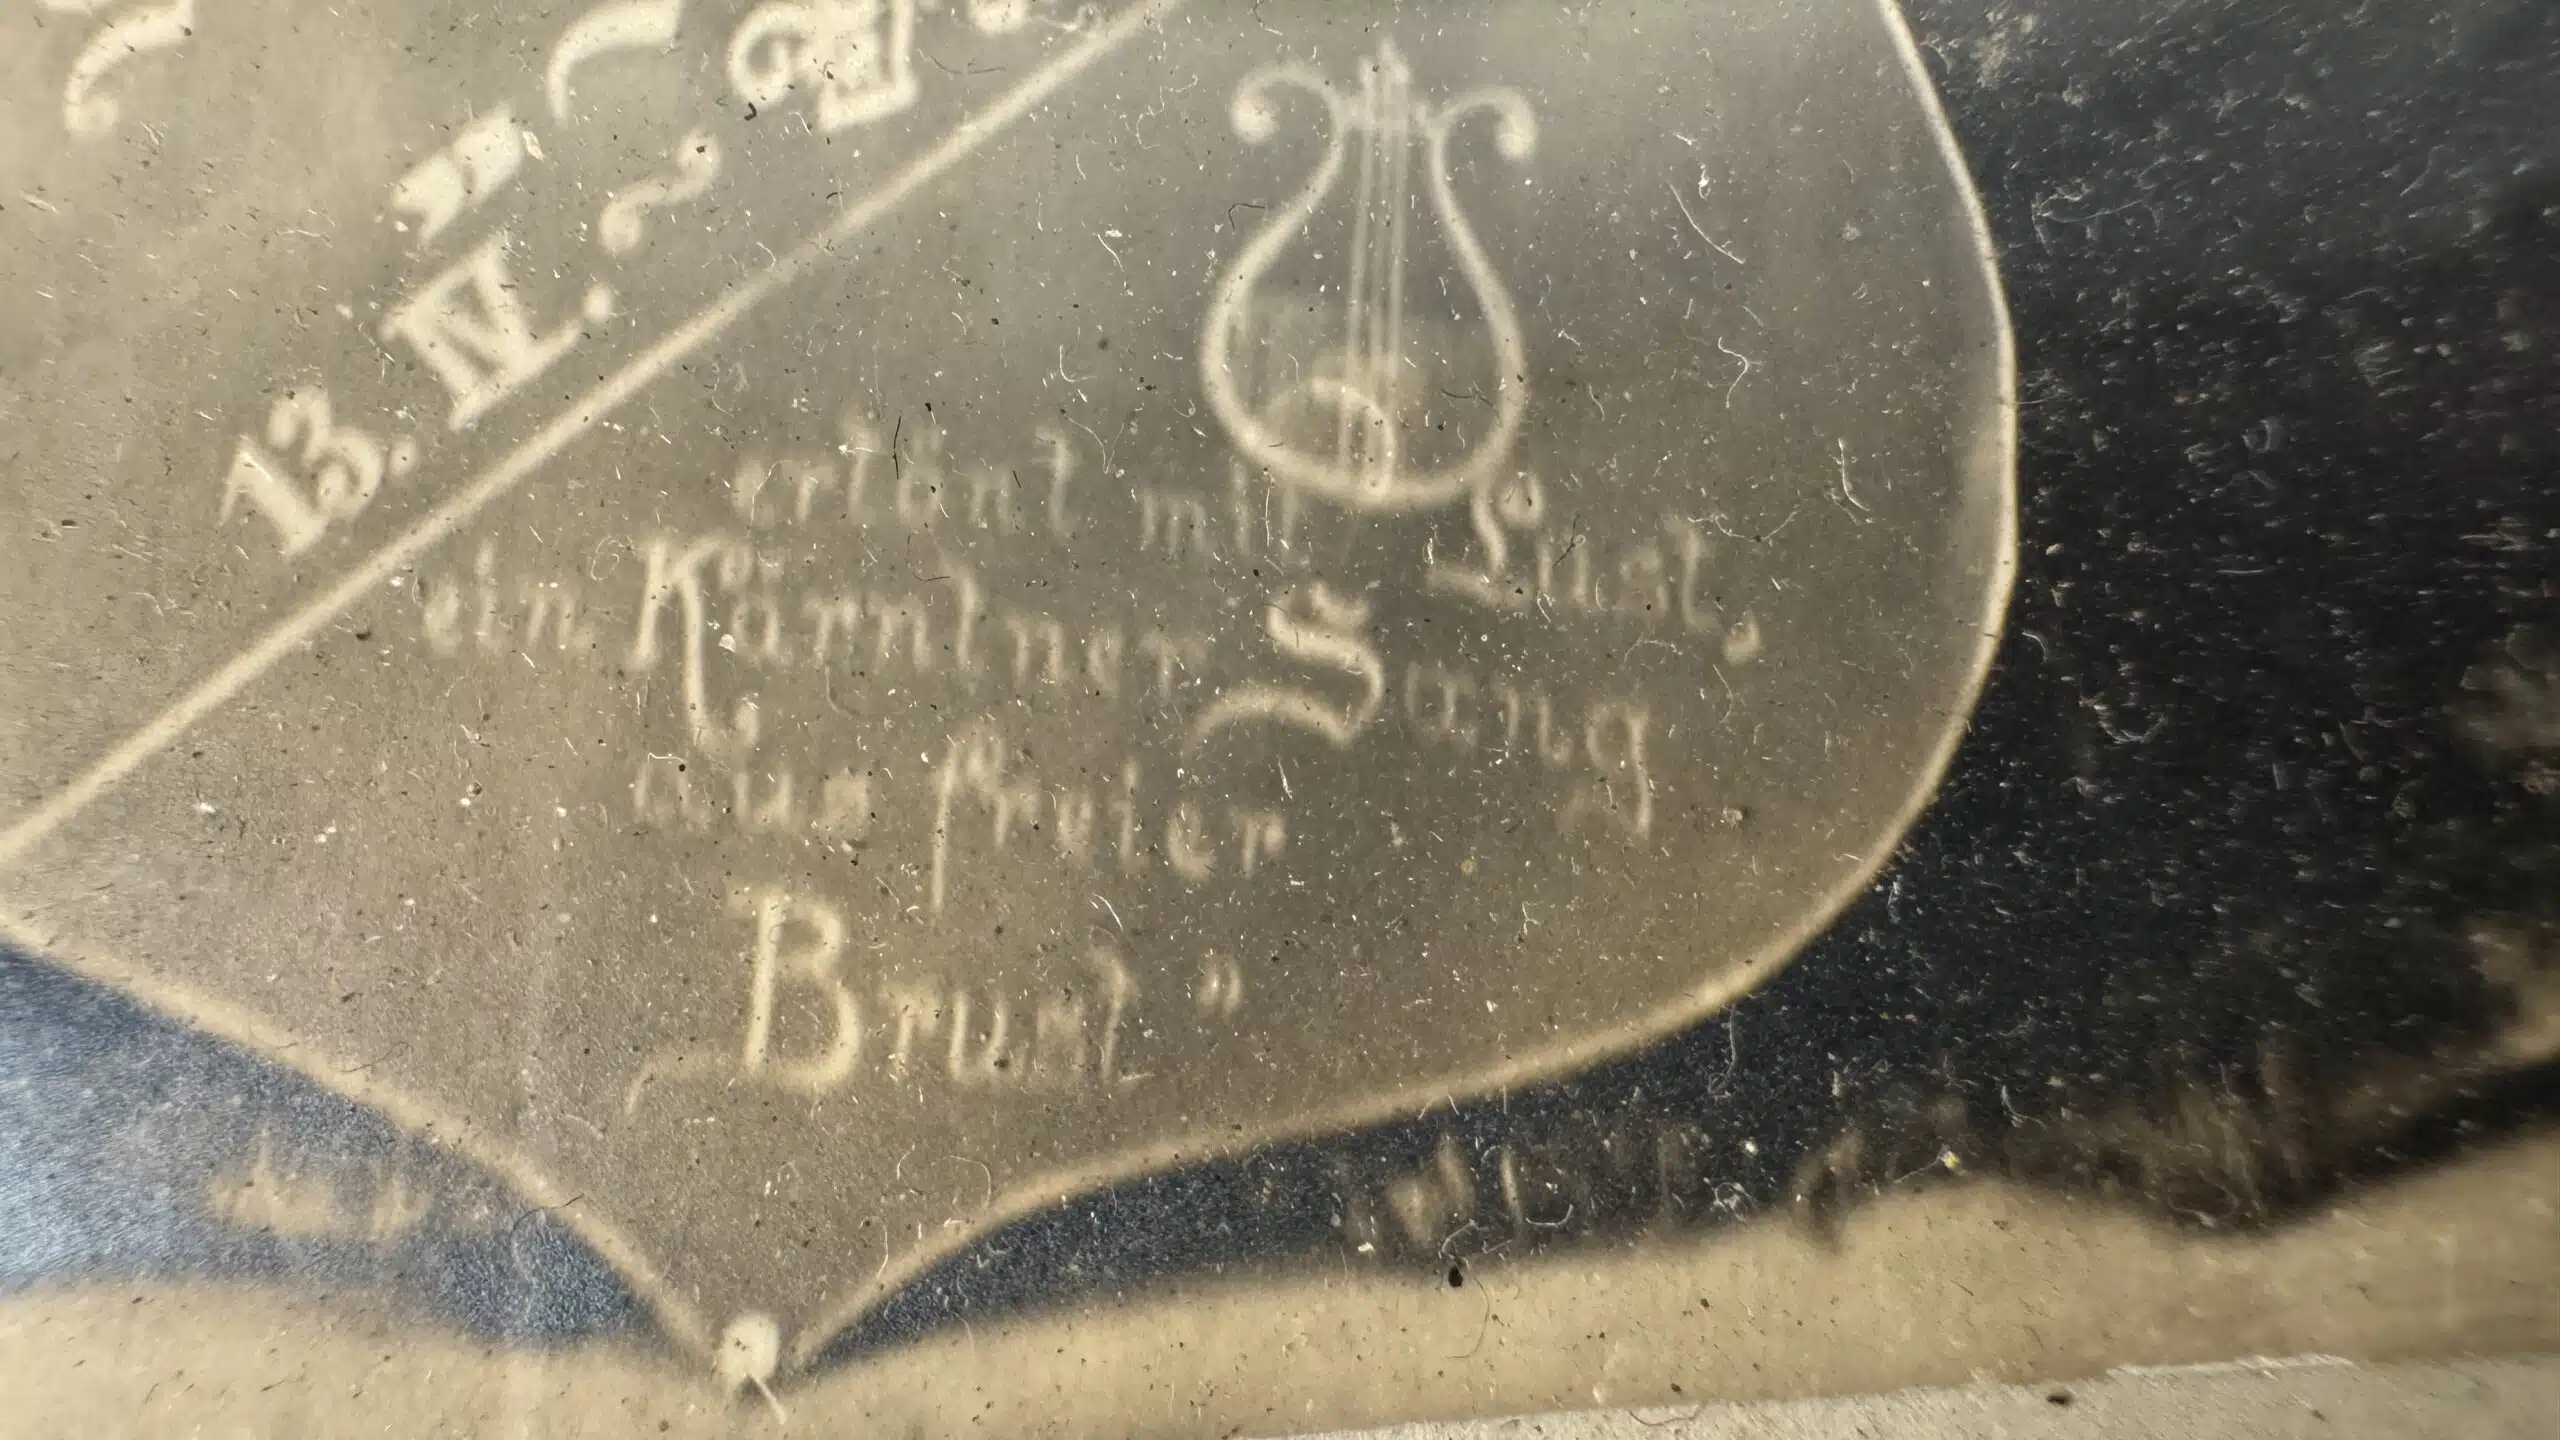 13. IV.
ertönt mit Lust,
ein Kärntner Sang
aus freier
Brust"